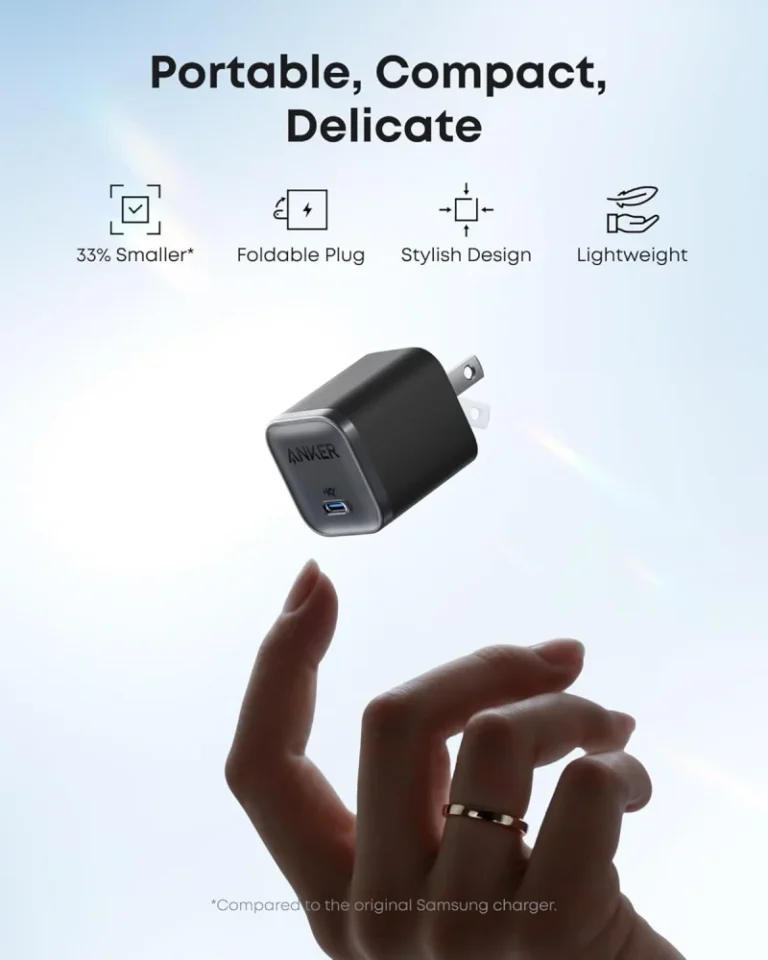 Portable, Compact,
Delicate
33% Smaller*
Foldable Plug
Stylish Design
Lightweight
ANKER
*Compared to the original Samsung charger.